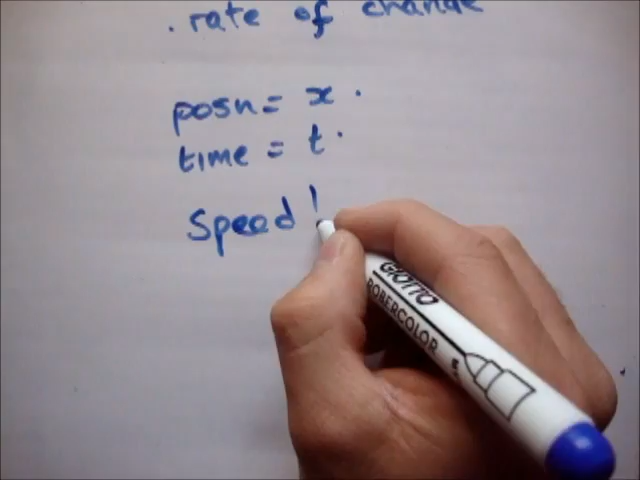 . rate of change
posn = x .
time = t .
Speed !
GIOTTO
ROBERCOLOR